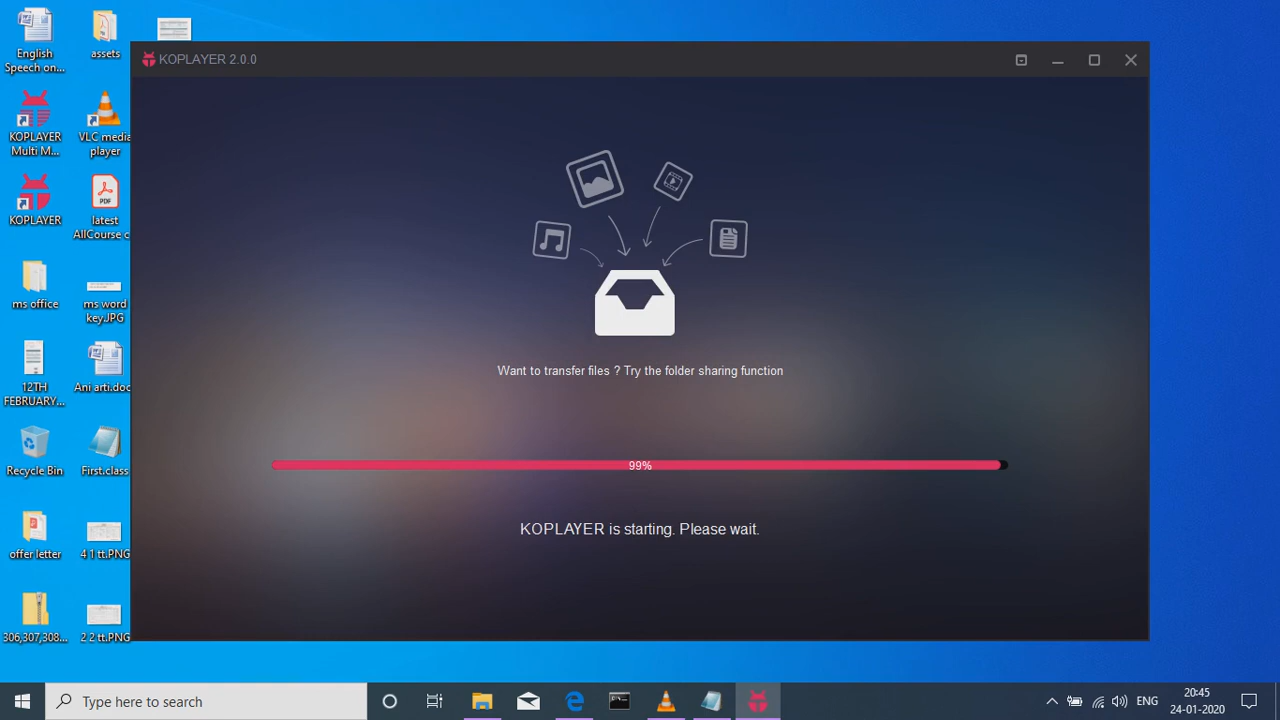 English
Speech on...
assets
KOPLAYER 2.0.0
KOPLAYER
Multi M...
VLC media
player
KOPLAYER
PDF
latest
AllCourse c
ms office
ms word
key.JPG
Want to transfer files ? Try the folder sharing function
12TH
FEBRUARY...
Ani arti.doc
Recycle Bin
First.class
99%
KOPLAYER is starting. Please wait.
offer letter
4 1 tt.PNG
306,307,308...
2 2 tt.PNG
Type here to search
ENG
20:45
24-01-2020